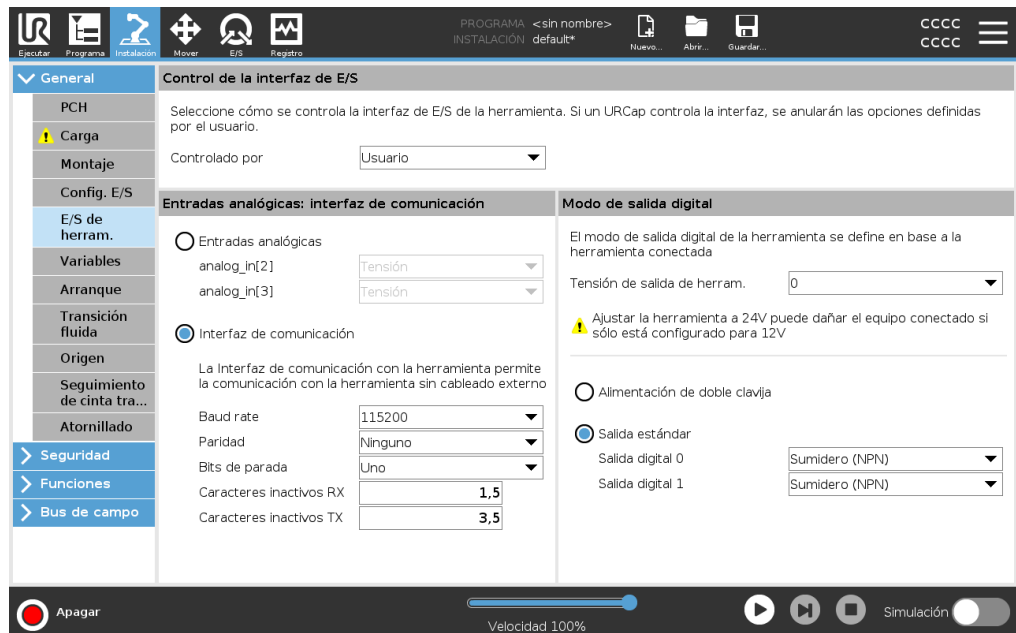 UR
Ejecutar
Programa
Instalación
Mover
E/S
Registro
PROGRAMA <sin nombre>
INSTALACIÓN default*
Nuevo...
Abrir...
Guardar...
cccc
cccc
General
PCH
Carga
Montaje
Config. E/S
E/S de
herram.
Variables
Arranque
Transición
fluida
Origen
Seguimiento
de cinta tra...
Atornillado
Seguridad
Funciones
Bus de campo
Control de la interfaz de E/S
Seleccione cómo se controla la interfaz de E/S de la herramienta. Si un URCap controla la interfaz, se anularán las opciones definidas
por el usuario.
Controlado por Usuario
Entradas analógicas: interfaz de comunicación
Entradas analógicas
analog_in[2] Tensión
analog_in[3] Tensión
Interfaz de comunicación
La Interfaz de comunicación con la herramienta permite
la comunicación con la herramienta sin cableado externo
Baud rate 115200
Paridad Ninguno
Bits de parada Uno
Caracteres inactivos RX 1,5
Caracteres inactivos TX 3,5
Modo de salida digital
El modo de salida digital de la herramienta se define en base a la
herramienta conectada
Tensión de salida de herram. 0
Ajustar la herramienta a 24V puede dañar el equipo conectado si
sólo está configurado para 12V
Alimentación de doble clavija
Salida estándar
Salida digital 0 Sumidero (NPN)
Salida digital 1 Sumidero (NPN)
Apagar
Velocidad 100%
Simulación